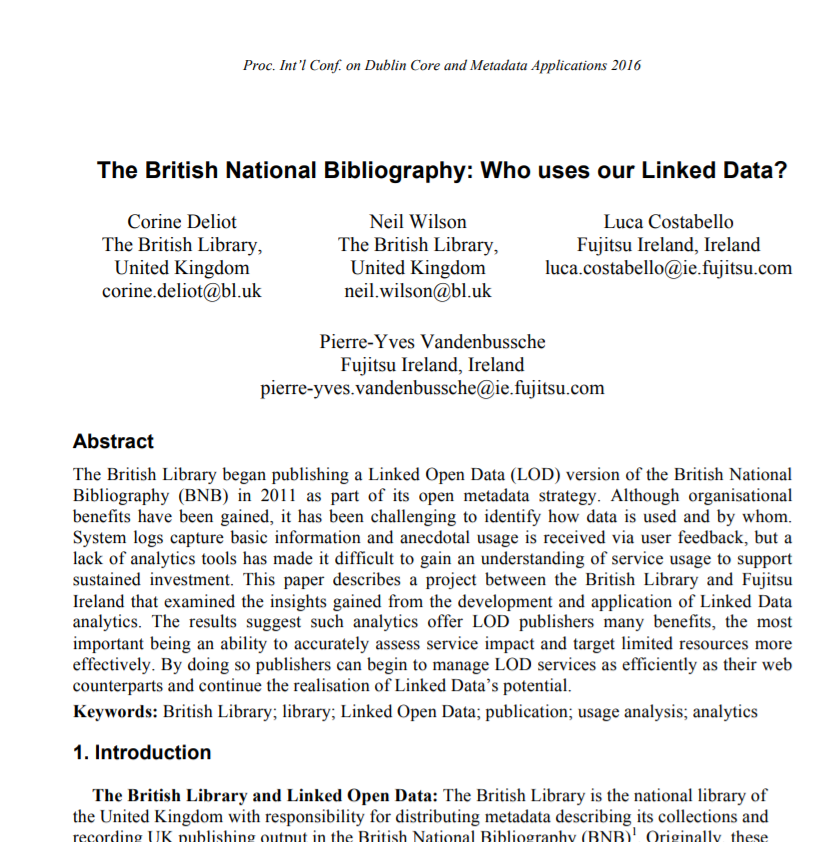 Proc. Int'l Conf. on Dublin Core and Metadata Applications 2016
The British National Bibliography: Who uses our Linked Data?
Corine Deliot
The British Library,
United Kingdom
corine.deliot@bl.uk
Neil Wilson
The British Library,
United Kingdom
neil.wilson@bl.uk
Luca Costabello
Fujitsu Ireland, Ireland
luca.costabello@ie.fujitsu.com
Pierre-Yves Vandenbussche
Fujitsu Ireland, Ireland
pierre-yves.vandenbussche@ie.fujitsu.com
Abstract
The British Library began publishing a Linked Open Data (LOD) version of the British National
Bibliography (BNB) in 2011 as part of its open metadata strategy. Although organisational
benefits have been gained, it has been challenging to identify how data is used and by whom.
System logs capture basic information and anecdotal usage is received via user feedback, but a
lack of analytics tools has made it difficult to gain an understanding of service usage to support
sustained investment. This paper describes a project between the British Library and Fujitsu
Ireland that examined the insights gained from the development and application of Linked Data
analytics. The results suggest such analytics offer LOD publishers many benefits, the most
important being an ability to accurately assess service impact and target limited resources more
effectively. By doing so publishers can begin to manage LOD services as efficiently as their web
counterparts and continue the realisation of Linked Data's potential.
Keywords: British Library; library; Linked Open Data; publication; usage analysis; analytics
1. Introduction
The British Library and Linked Open Data: The British Library is the national library of
the United Kingdom with responsibility for distributing metadata describing its collections and
recording UK publishing output in the British National Bibliography (BNB)¹. Originally, these